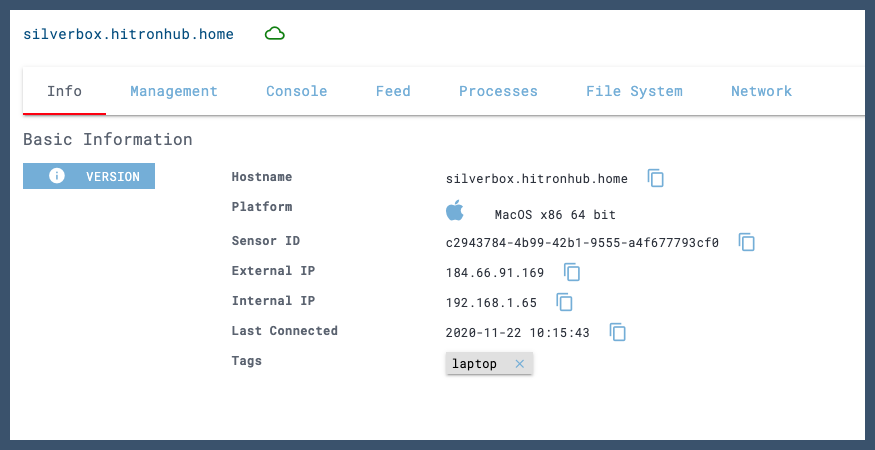 silverbox.hitronhub.home
Info Management Console Feed Processes File System Network
Basic Information
VERSION
Hostname silverbox.hitronhub.home
Platform MacOS x86 64 bit
Sensor ID c2943784-4b99-42b1-9555-a4f677793cf0
External IP 184.66.91.169
Internal IP 192.168.1.65
Last Connected 2020-11-22 10:15:43
Tags laptop